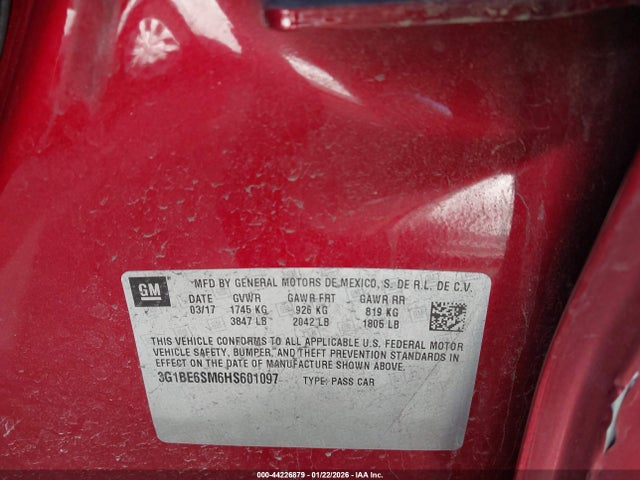 GM
MFD BY GENERAL MOTORS DE MEXICO, S. DE R.L. DE C.V.
DATE GVWR GAWR FRT GAWR RR
03/17 1745 KG 926 KG 819 KG
3847 LB 2042 LB 1805 LB
THIS VEHICLE CONFORMS TO ALL APPLICABLE U.S. FEDERAL MOTOR
VEHICLE SAFETY, BUMPER, AND THEFT PREVENTION STANDARDS IN
EFFECT ON THE DATE OF MANUFACTURE SHOWN ABOVE.
3G1BE6SM6HS601097 TYPE: PASS CAR
000-44226879 | 01/22/2026 | IAA Inc.